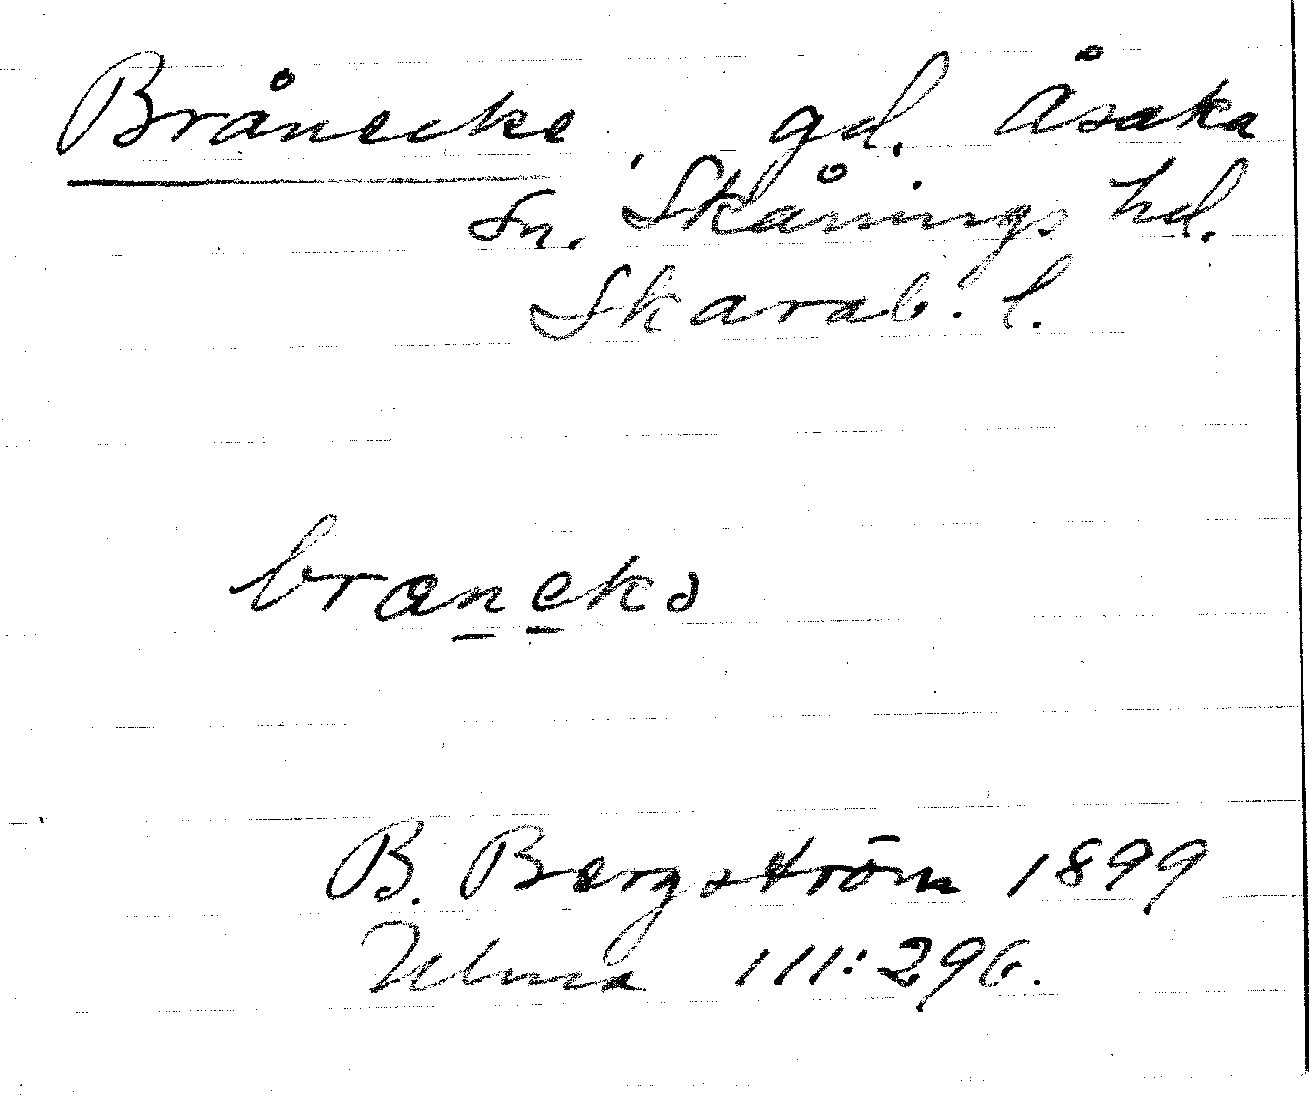 Brånecke, gd. Åsaka
sn. Skånings hd.
Skarab. l.
branekə
B. Bergström 1899
Ulma 111:296.